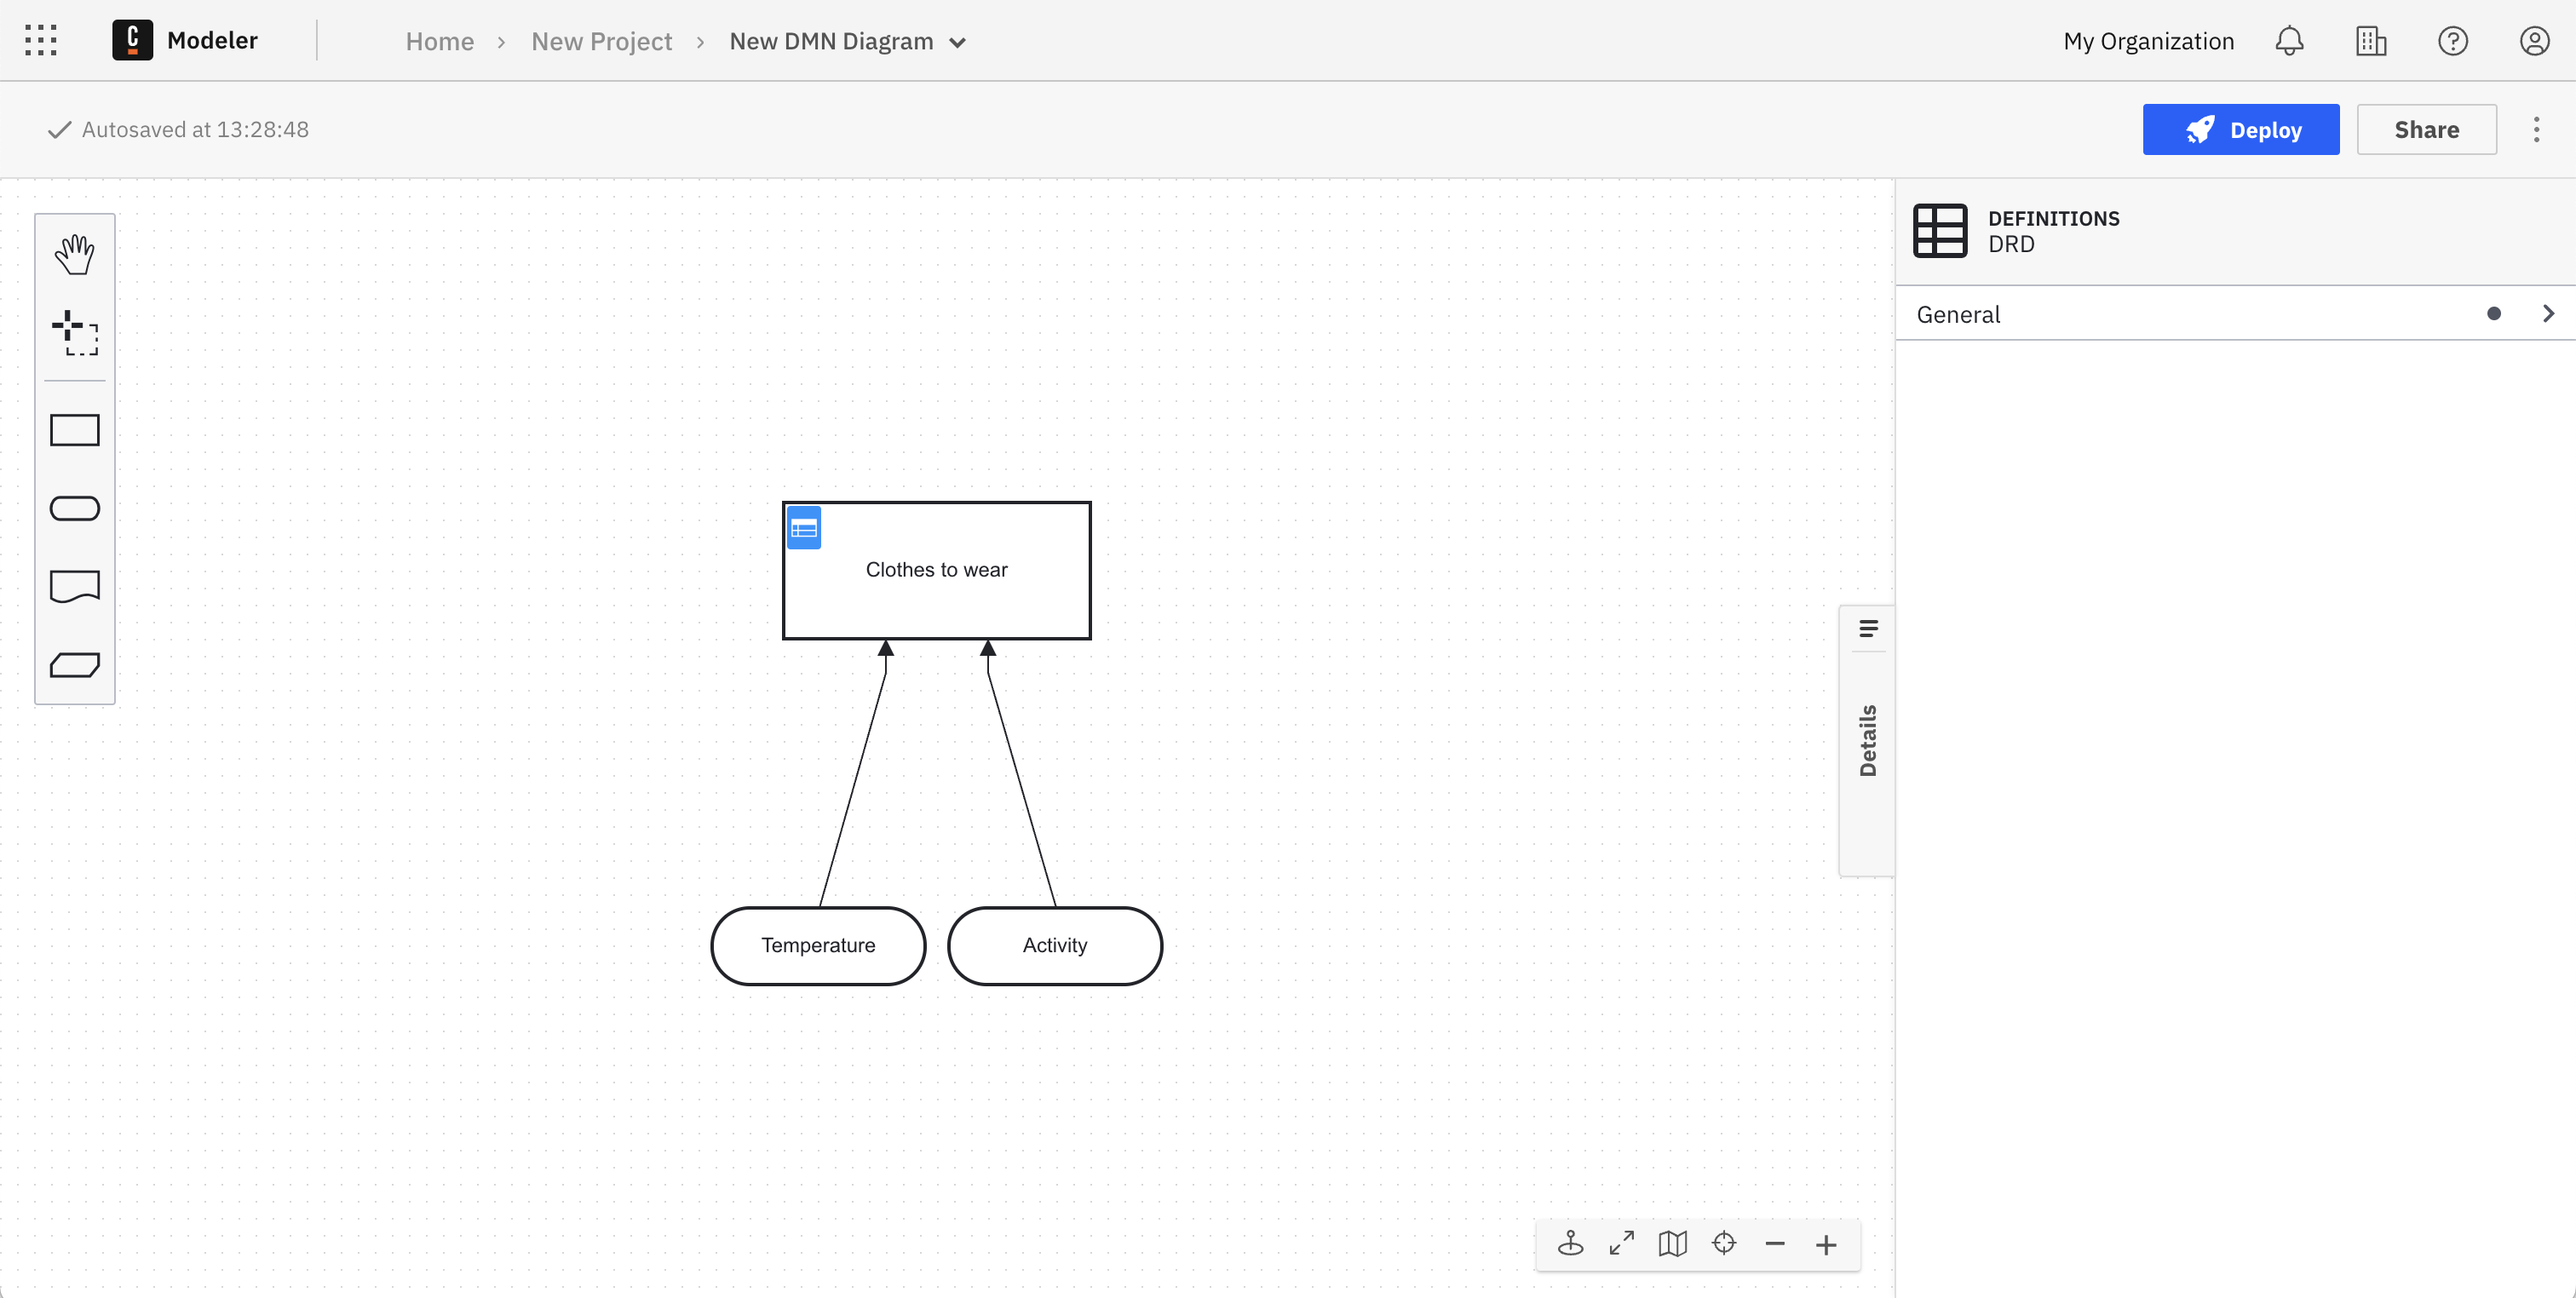 Modeler
Home > New Project > New DMN Diagram
My Organization
Autosaved at 13:28:48
Deploy
Share
DEFINITIONS
DRD
General
Clothes to wear
Details
Temperature
Activity